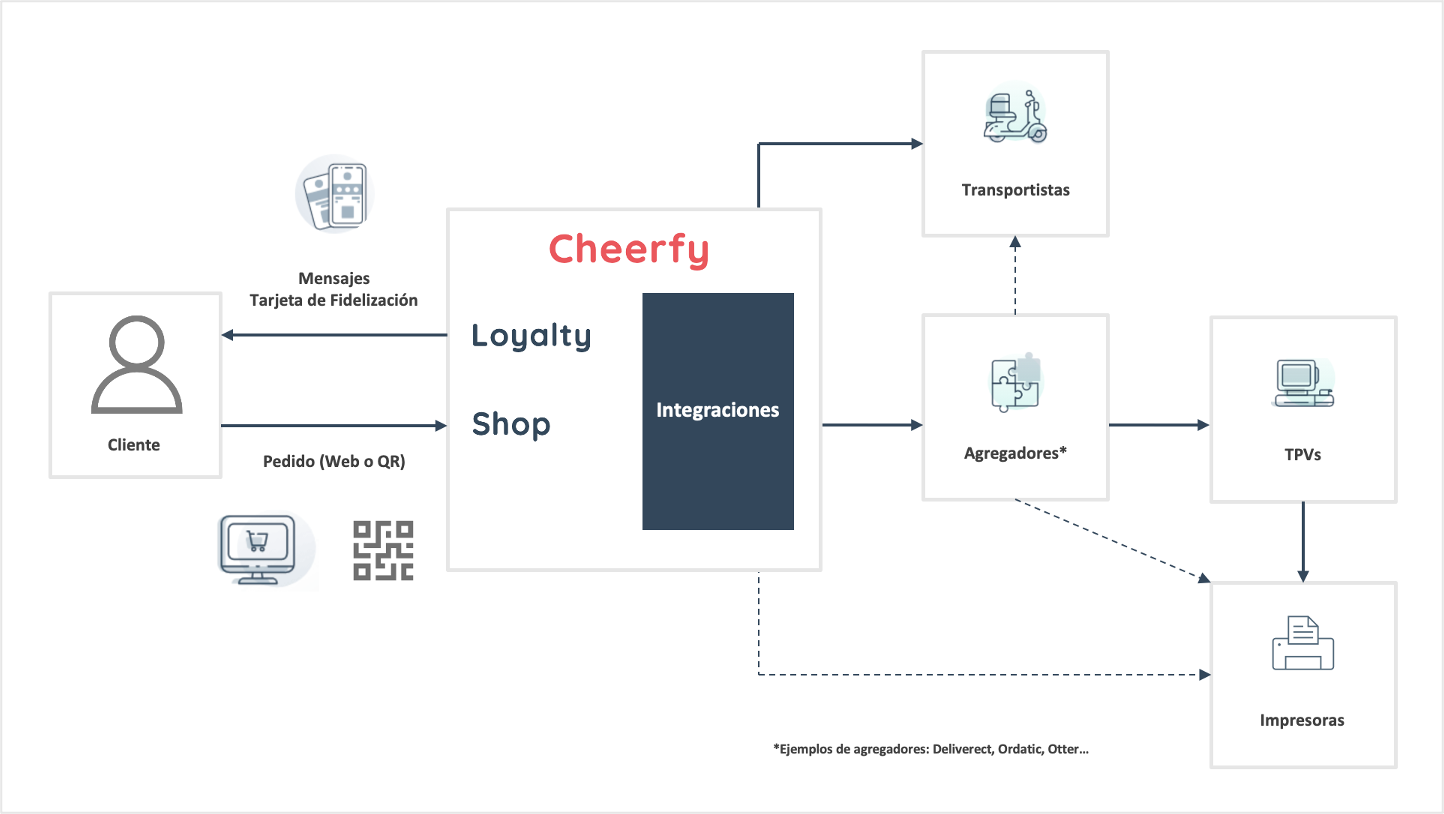 Transportistas
Mensajes
Tarjeta de Fidelización
Cheerfy
Loyalty
Shop
Integraciones
Cliente
Pedido (Web o QR)
Agregadores*
TPVs
Impresoras
*Ejemplos de agregadores: Deliverect, Ordatic, Otter...